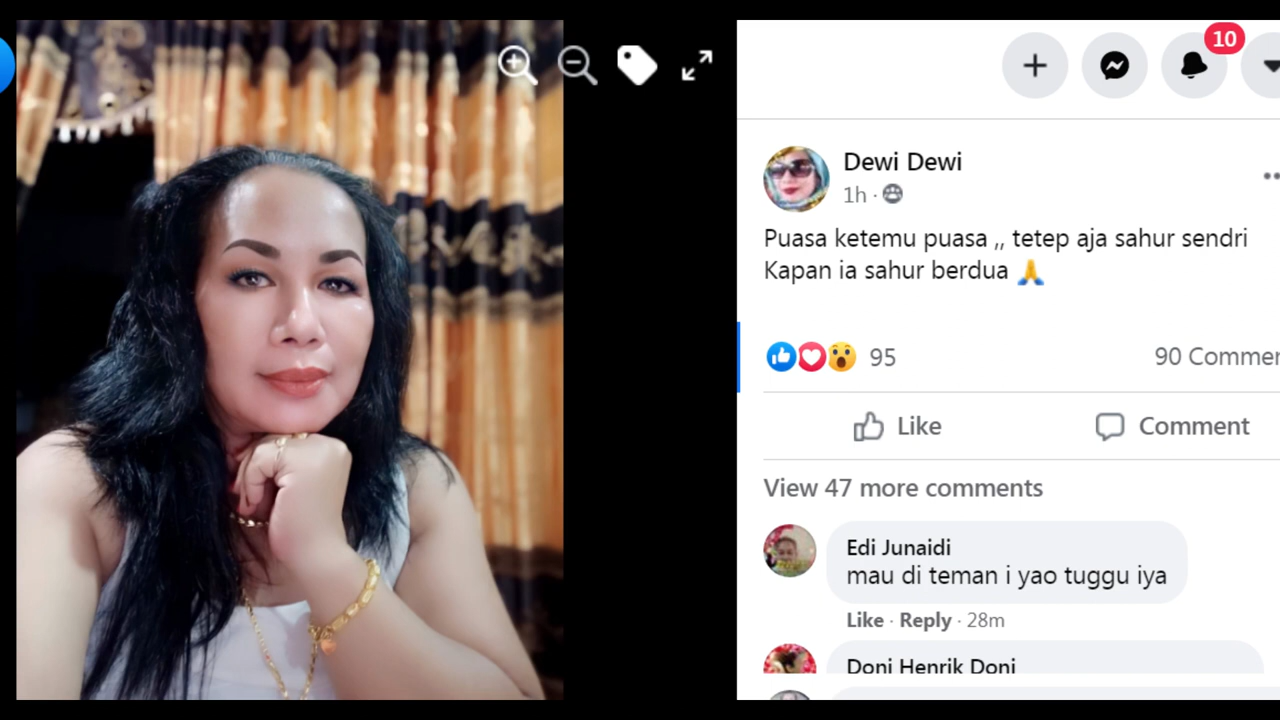 10
Dewi Dewi
1h ·
Puasa ketemu puasa ,, tetep aja sahur sendri
Kapan ia sahur berdua 🙏
95
90
Like
Comment
View 47 more comments
Edi Junaidi
mau di teman i yao tuggu iya
Like · Reply · 28m
Doni Henrik Doni